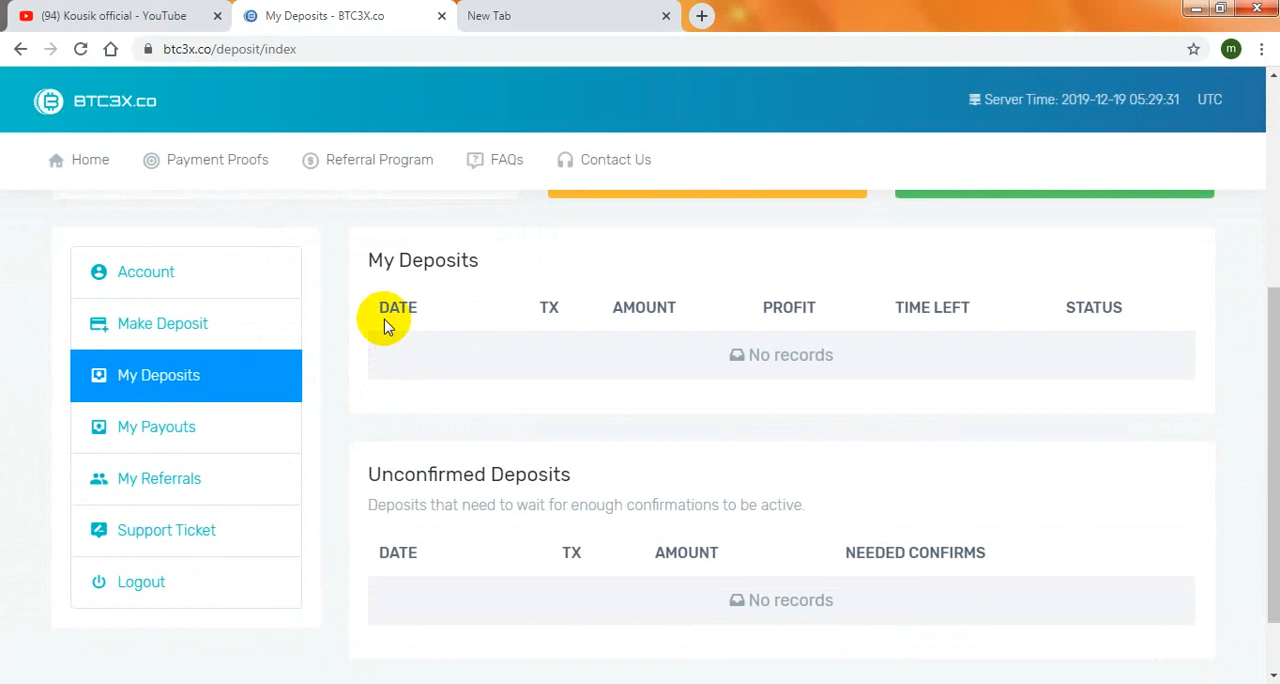 (94) Kousik official - YouTube
My Deposits - BTC3X.co
New Tab
btc3x.co/deposit/index
m
BTC3X.co
Server Time: 2019-12-19 05:29:31 UTC
Home
Payment Proofs
Referral Program
FAQs
Contact Us
Account
Make Deposit
My Deposits
My Payouts
My Referrals
Support Ticket
Logout
My Deposits
DATE TX AMOUNT PROFIT TIME LEFT STATUS
No records
Unconfirmed Deposits
Deposits that need to wait for enough confirmations to be active.
DATE TX AMOUNT NEEDED CONFIRMS
No records